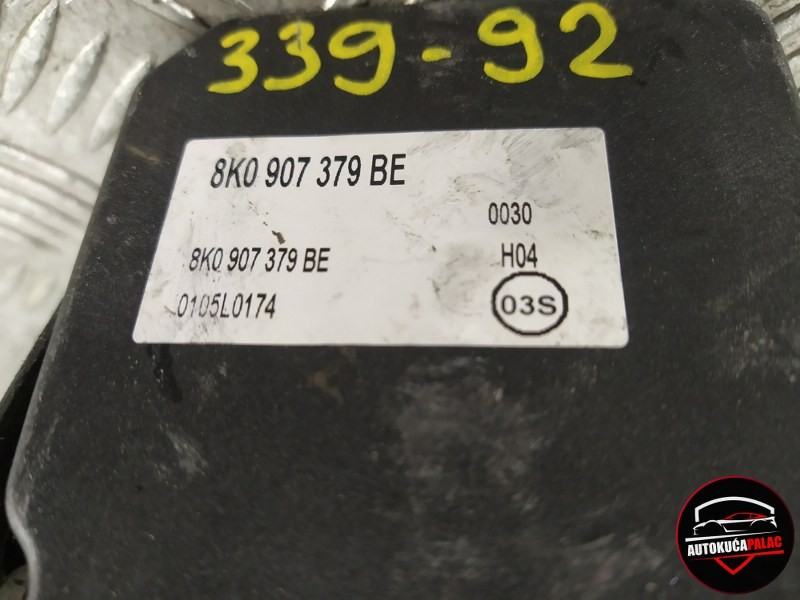 339-92
8K0 907 379 BE
0030
8K0 907 379 BE
H04
0105L0174
03S
AUTOKUĆAPALAC